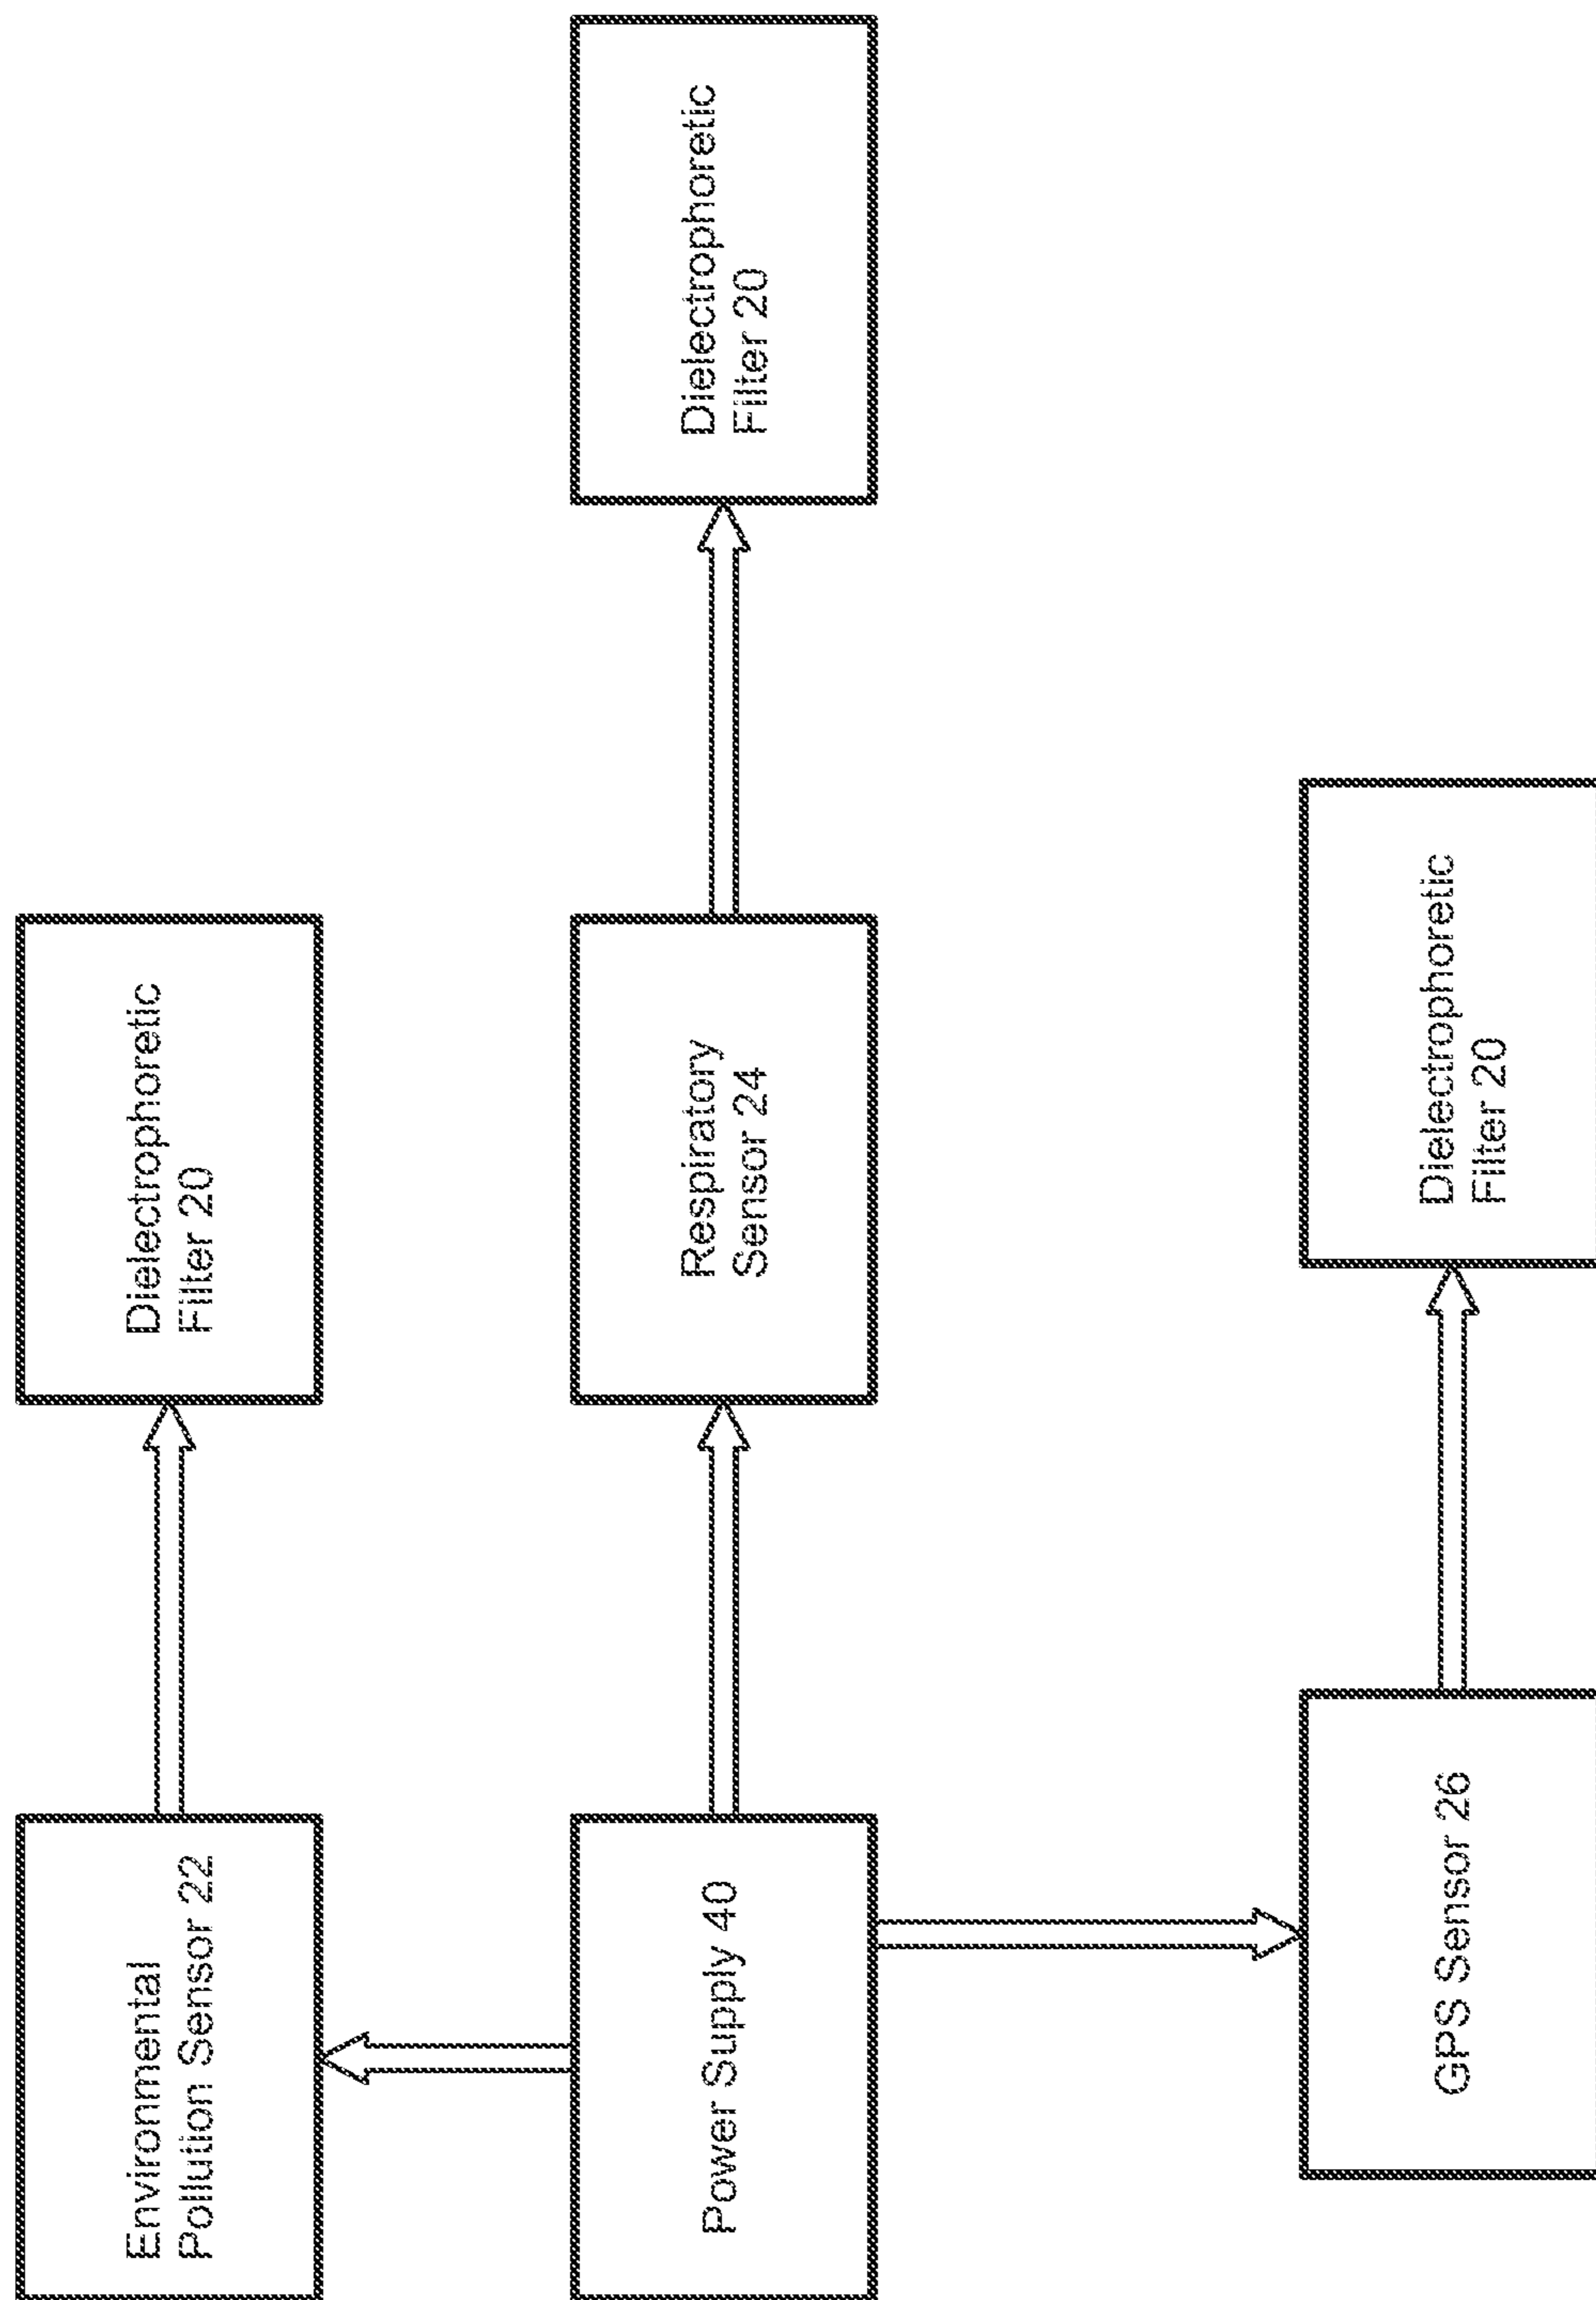 Environmental
Pollution Sensor 22
Dielectrophoretic
Filter 20
Power Supply 40
Respiratory
Sensor 24
Dielectrophoretic
Filter 20
GPS Sensor 26
Dielectrophoretic
Filter 20